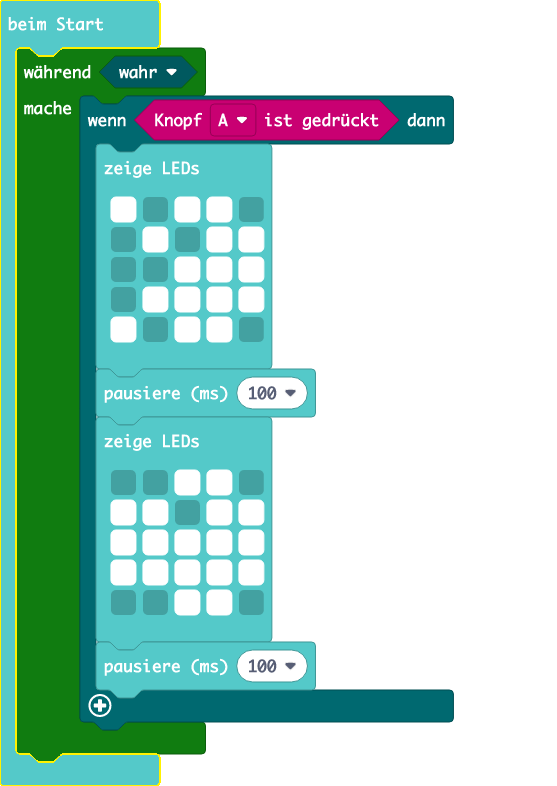 beim Start
während wahr
mache
wenn Knopf A ist gedrückt dann
zeige LEDs
pausiere (ms) 100
zeige LEDs
pausiere (ms) 100